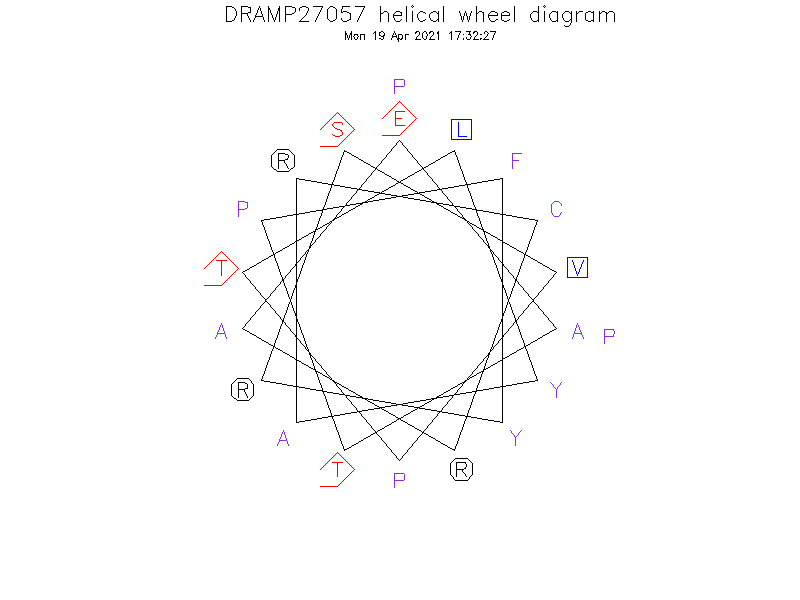 DRAMP27057 helical wheel diagram
Mon 19 Apr 2021 17:32:27
P
S E L
R F
P C
T V
A A P
R Y
A Y
T P R